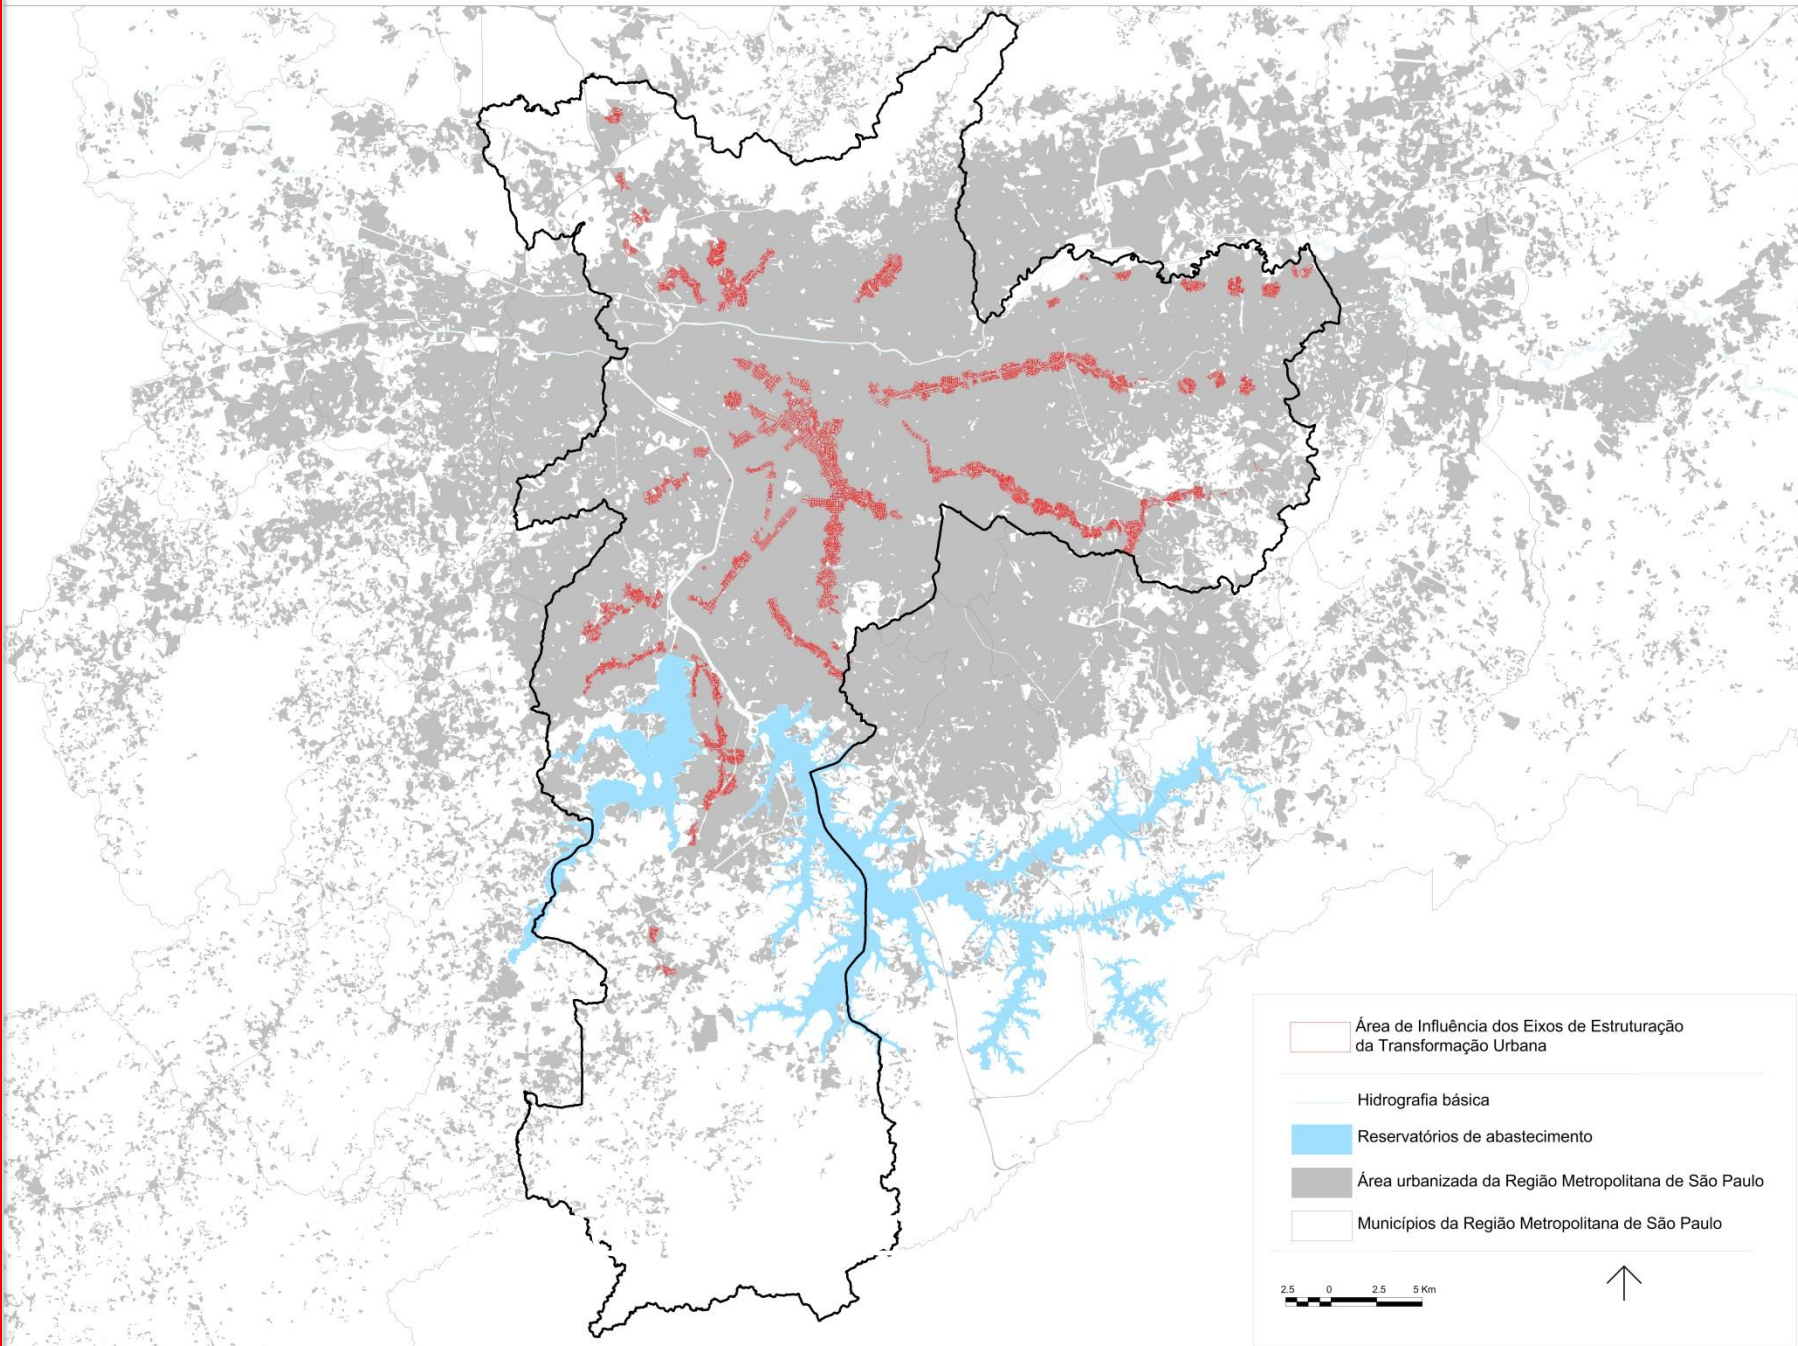 Área de Influência dos Eixos de Estruturação
da Transformação Urbana
Hidrografia básica
Reservatórios de abastecimento
Área urbanizada da Região Metropolitana de São Paulo
Municípios da Região Metropolitana de São Paulo
2.5 0 2.5 5 Km